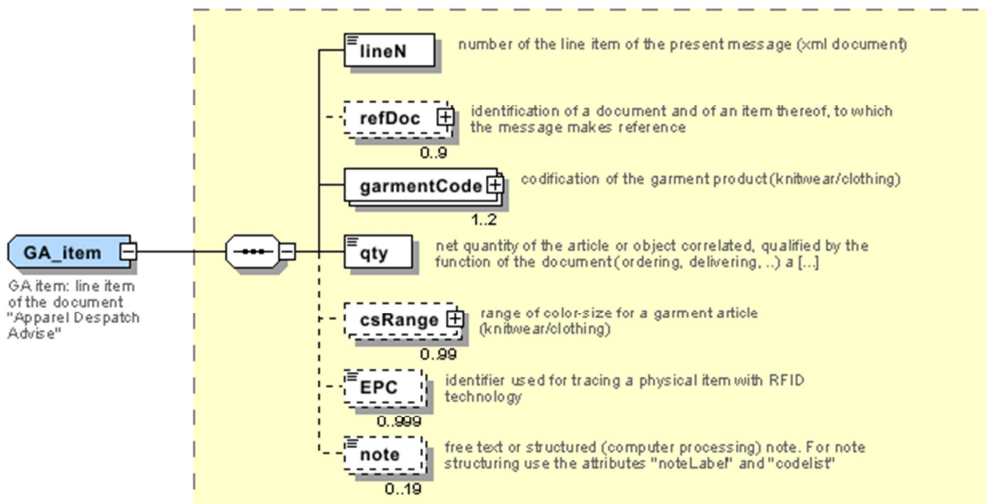 lineN
number of the line item of the present message (xml document)
refDoc
0..9
identification of a document and of an item thereof, to which
the message makes reference
garmentCode
1..2
codification of the garment product (knitwear/clothing)
GA_item
GA item: line item
of the document
"Apparel Despatch
Advise"
qty
net quantity of the article or object correlated, qualified by the
function of the document (ordering, delivering, ..) a [...]
csRange
0..99
range of color-size for a garment article
(knitwear/clothing)
EPC
0..999
identifier used for tracing a physical item with RFID
technology
note
0..19
free text or structured (computer processing) note. For note
structuring use the attributes "noteLabel" and "codelist"